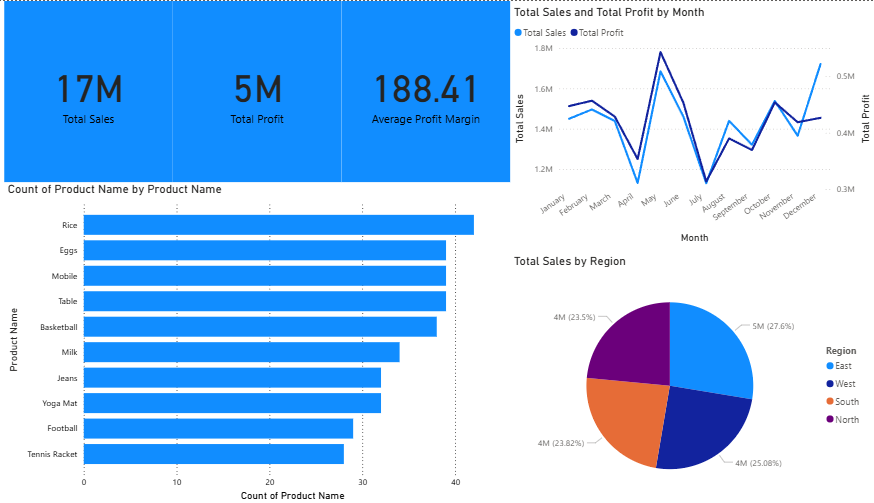 17M
Total Sales
5M
Total Profit
188.41
Average Profit Margin
Total Sales and Total Profit by Month
Total Sales Total Profit
1.8M
1.6M
1.4M
1.2M
Total Sales
0.5M
0.4M
0.3M
Total Profit
January
February
March
April
May
June
July
August
September
October
November
December
Month
Count of Product Name by Product Name
Product Name
Rice
Eggs
Mobile
Table
Basketball
Milk
Jeans
Yoga Mat
Football
Tennis Racket
0 10 20 30 40
Count of Product Name
Total Sales by Region
4M (23.5%)
5M (27.6%)
4M (23.82%)
4M (25.08%)
Region
East
West
South
North